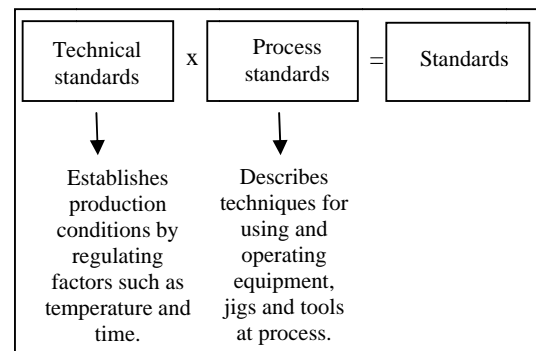 Technical
standards
x
Process
standards
=
Standards
Establishes
production
conditions by
regulating
factors such as
temperature and
time.
Describes
techniques for
using and
operating
equipment,
jigs and tools
at process.